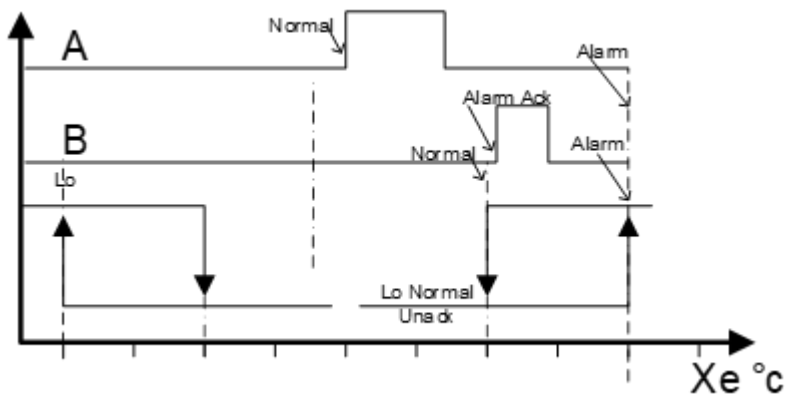 Normal
A
Alarm
Alarm Ack
B
Normal
Alarm
Lo
Lo Normal
Unack
Xe °c